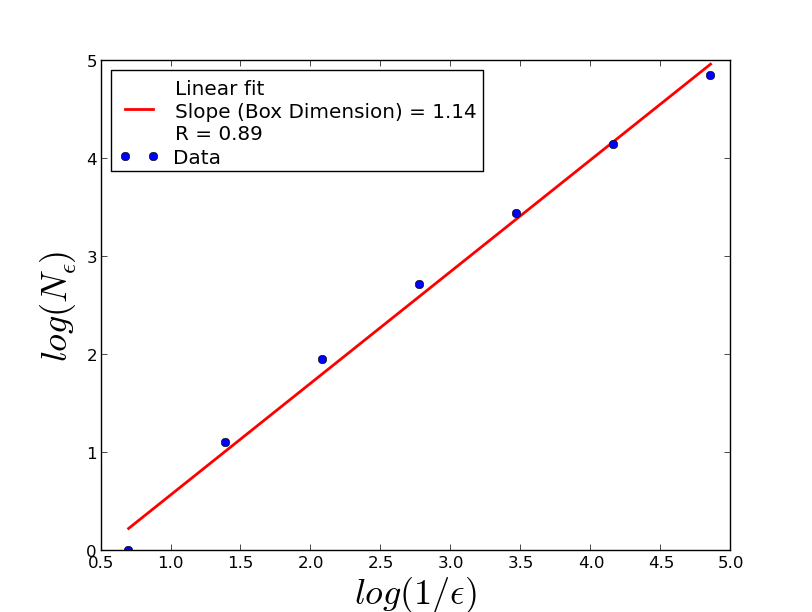 5
4
3
2
1
0
log(N_ϵ)
Linear fit
Slope (Box Dimension) = 1.14
R = 0.89
Data
0.5 1.0 1.5 2.0 2.5 3.0 3.5 4.0 4.5 5.0
log(1/ϵ)